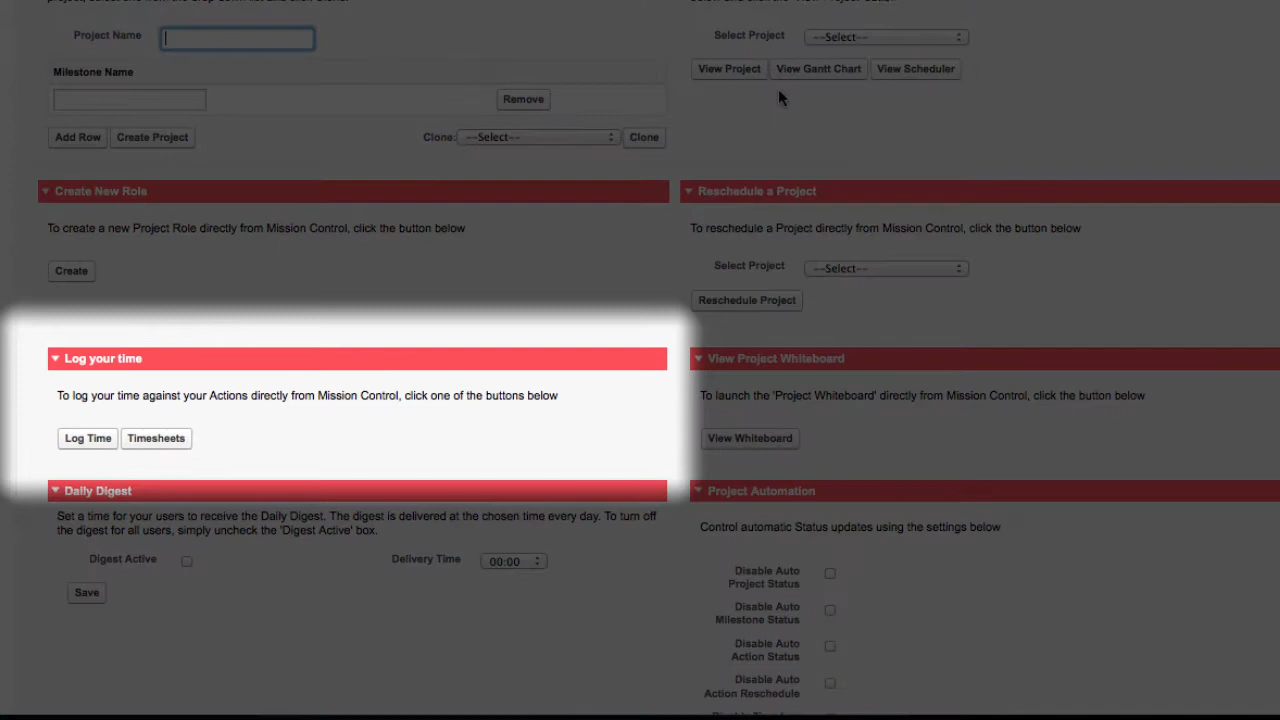 Project Name
Milestone Name
Remove
Add Row Create Project Clone: --Select-- Clone
Select Project --Select--
View Project View Gantt Chart View Scheduler
Create New Role
To create a new Project Role directly from Mission Control, click the button below
Create
Reschedule a Project
To reschedule a Project directly from Mission Control, click the button below
Select Project --Select--
Reschedule Project
Log your time
To log your time against your Actions directly from Mission Control, click one of the buttons below
Log Time Timesheets
View Project Whiteboard
To launch the 'Project Whiteboard' directly from Mission Control, click the button below
View Whiteboard
Daily Digest
Set a time for your users to receive the Daily Digest. The digest is delivered at the chosen time every day. To turn off
the digest for all users, simply uncheck the 'Digest Active' box.
Digest Active Delivery Time 00:00
Save
Project Automation
Control automatic Status updates using the settings below
Disable Auto
Project Status
Disable Auto
Milestone Status
Disable Auto
Action Status
Disable Auto
Action Reschedule